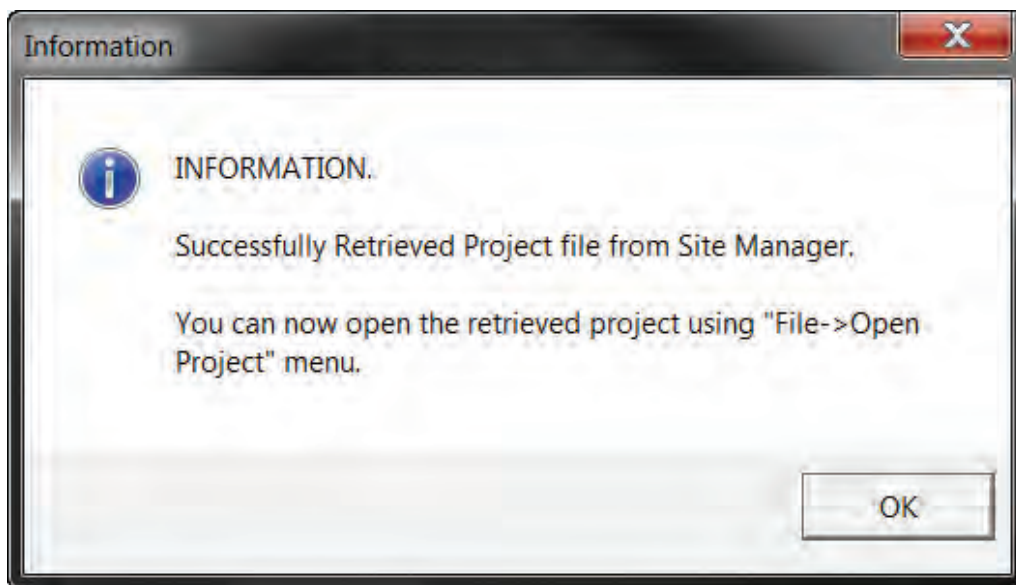 Information
INFORMATION.
Successfully Retrieved Project file from Site Manager.
You can now open the retrieved project using "File->Open
Project" menu.
OK